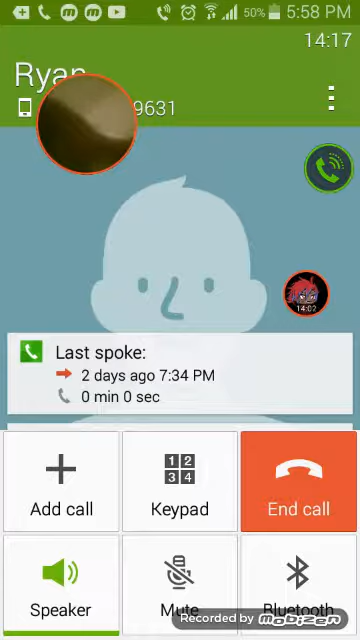 50% 5:58 PM
14:17
Ryan
9631
14:02
Last spoke:
2 days ago 7:34 PM
0 min 0 sec
Add call
Keypad
End call
Speaker
Mute
Bluetooth
Recorded by mobizen